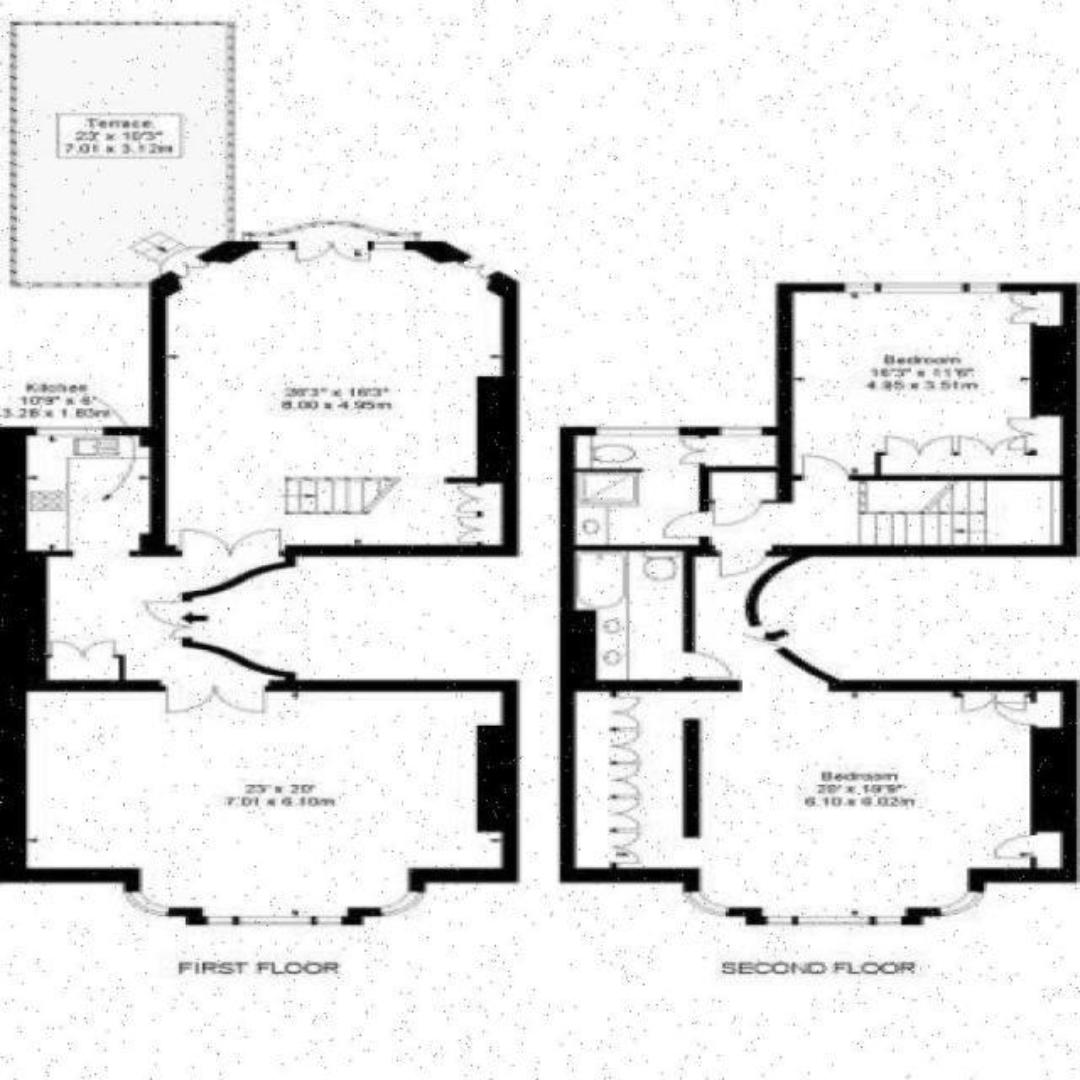 Terrace
23' x 10'3"
7.01 x 3.12m
Kitchen
10'9" x 6'
3.28 x 1.83m
26'3" x 16'3"
8.00 x 4.95m
23' x 20'
7.01 x 6.10m
FIRST FLOOR
Bedroom
16'3" x 11'6"
4.95 x 3.51m
Bedroom
20' x 19'9"
6.10 x 6.02m
SECOND FLOOR